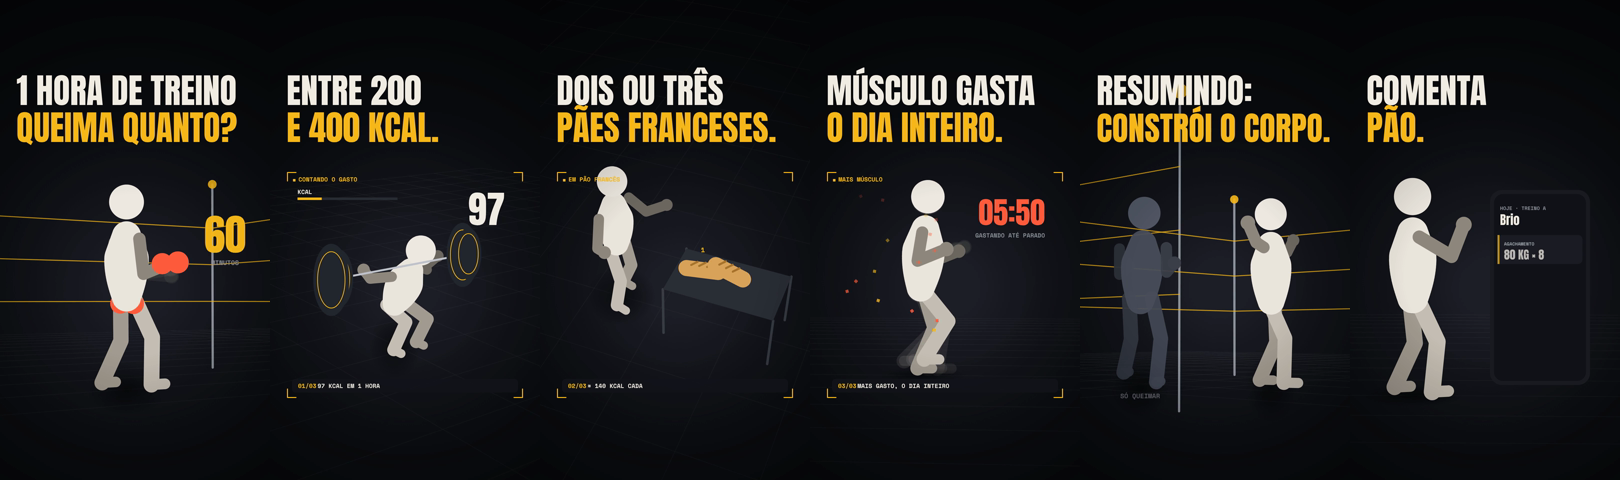 1 HORA DE TREINO
QUEIMA QUANTO?
60
MINUTOS
ENTRE 200
E 400 KCAL.
CONTANDO O GASTO
KCAL
97
01/03 97 KCAL EM 1 HORA
DOIS OU TRÊS
PÃES FRANCESES.
EM PÃO FRANCÊS
1
02/03 × 140 KCAL CADA
MÚSCULO GASTA
O DIA INTEIRO.
MAIS MÚSCULO
05:50
GASTANDO ATÉ PARADO
03/03 MAIS GASTO, O DIA INTEIRO
RESUMINDO:
CONSTRÓI O CORPO.
SÓ QUEIMAR
COMENTA
PÃO.
HOJE · TREINO A
Brio
AGACHAMENTO
80 KG × 8